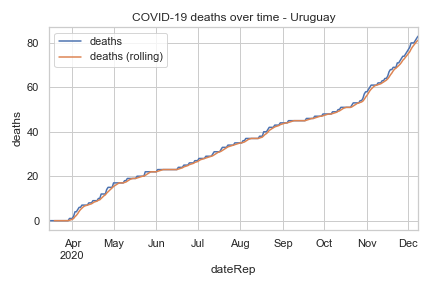 COVID-19 deaths over time - Uruguay
deaths
deaths (rolling)
80
60
40
20
0
deaths
Apr May Jun Jul Aug Sep Oct Nov Dec
2020
dateRep